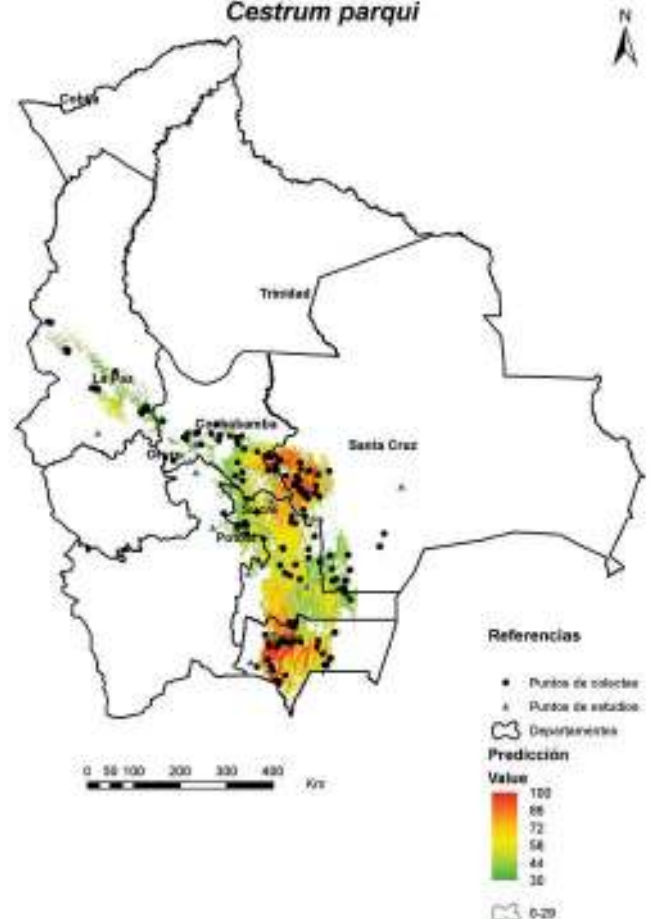 Cestrum parqui
N
Cobija
Trinidad
La Paz
Cochabamba
Oruro
Santa Cruz
Sucre
Potosí
Referencias
Puntos de colectas
Puntos de estudios
Departamentos
Predicción
Value
100
86
72
58
44
30
0-29
0 50 100 200 300 400
Km